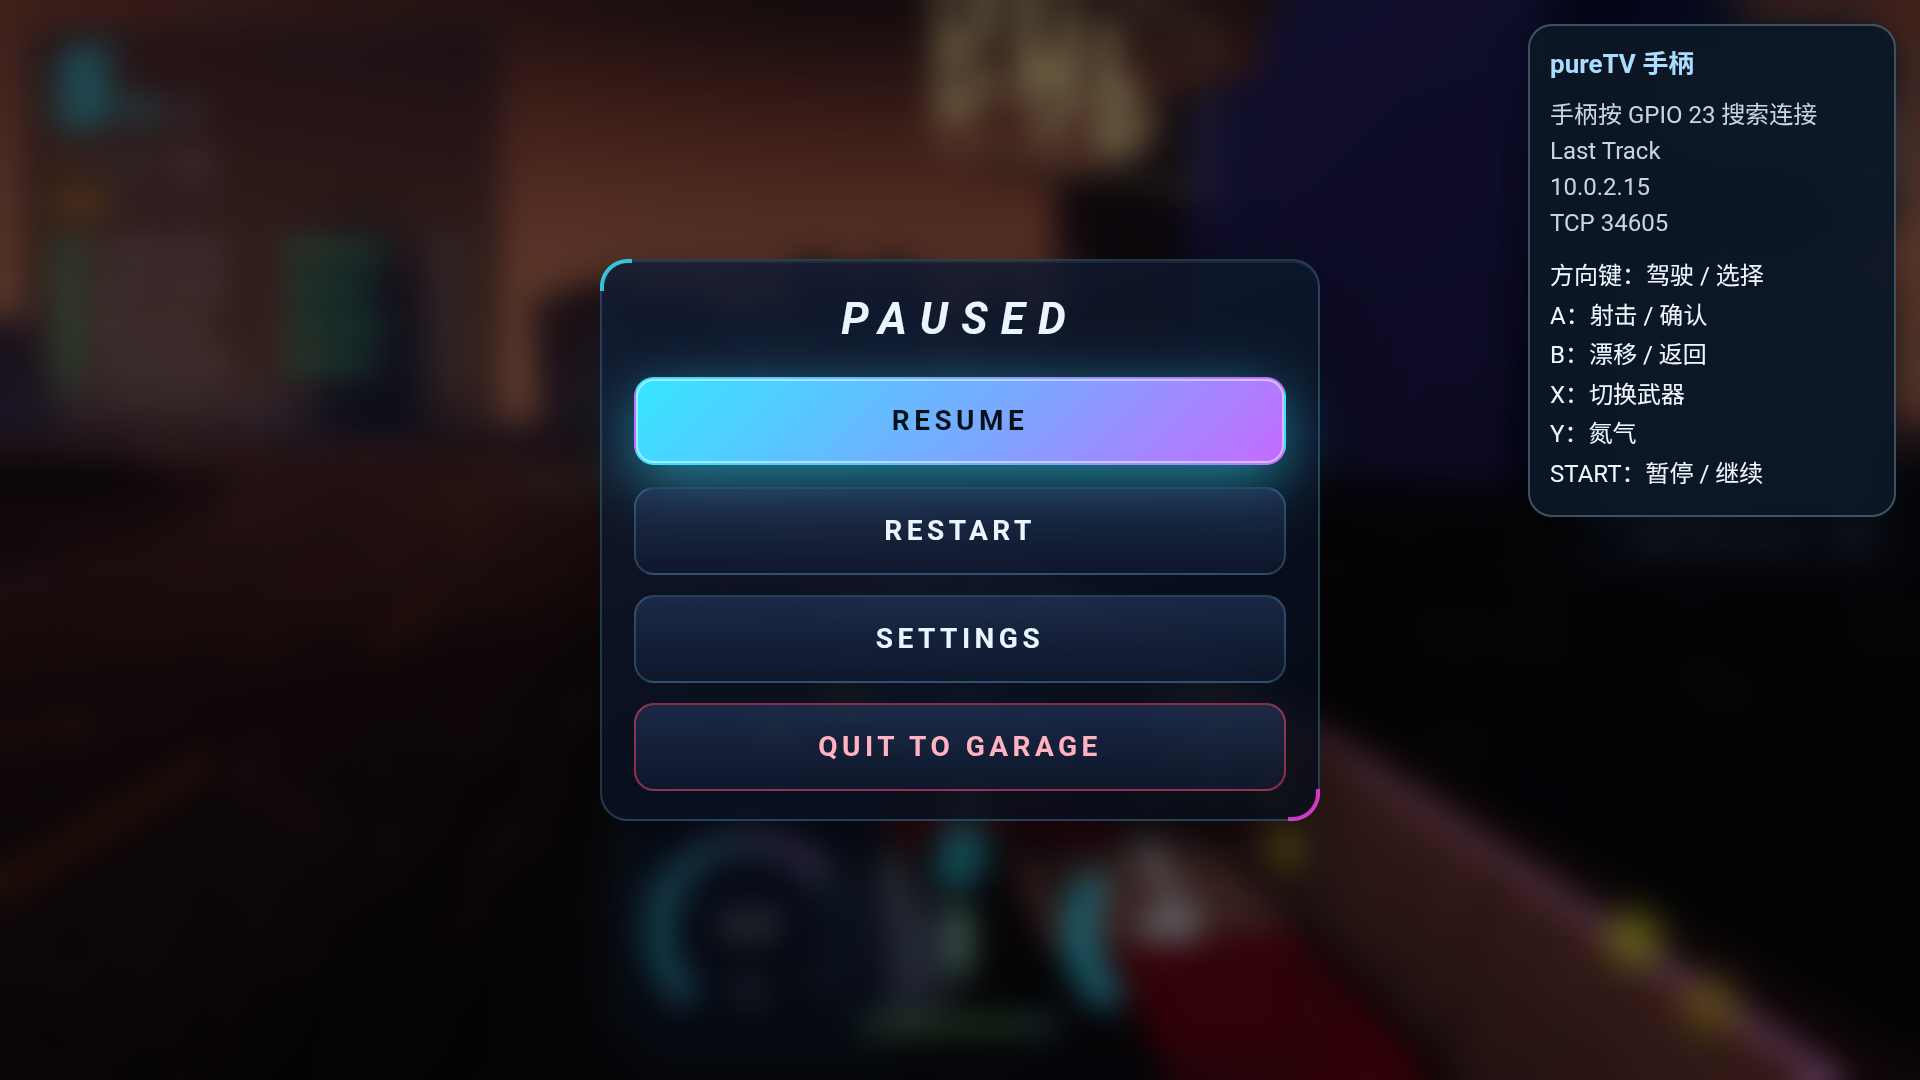 PAUSED
RESUME
RESTART
SETTINGS
QUIT TO GARAGE
pureTV 手柄
手柄按 GPIO 23 搜索连接
Last Track
10.0.2.15
TCP 34605
方向键：驾驶 / 选择
A：射击 / 确认
B：漂移 / 返回
X：切换武器
Y：氮气
START：暂停 / 继续